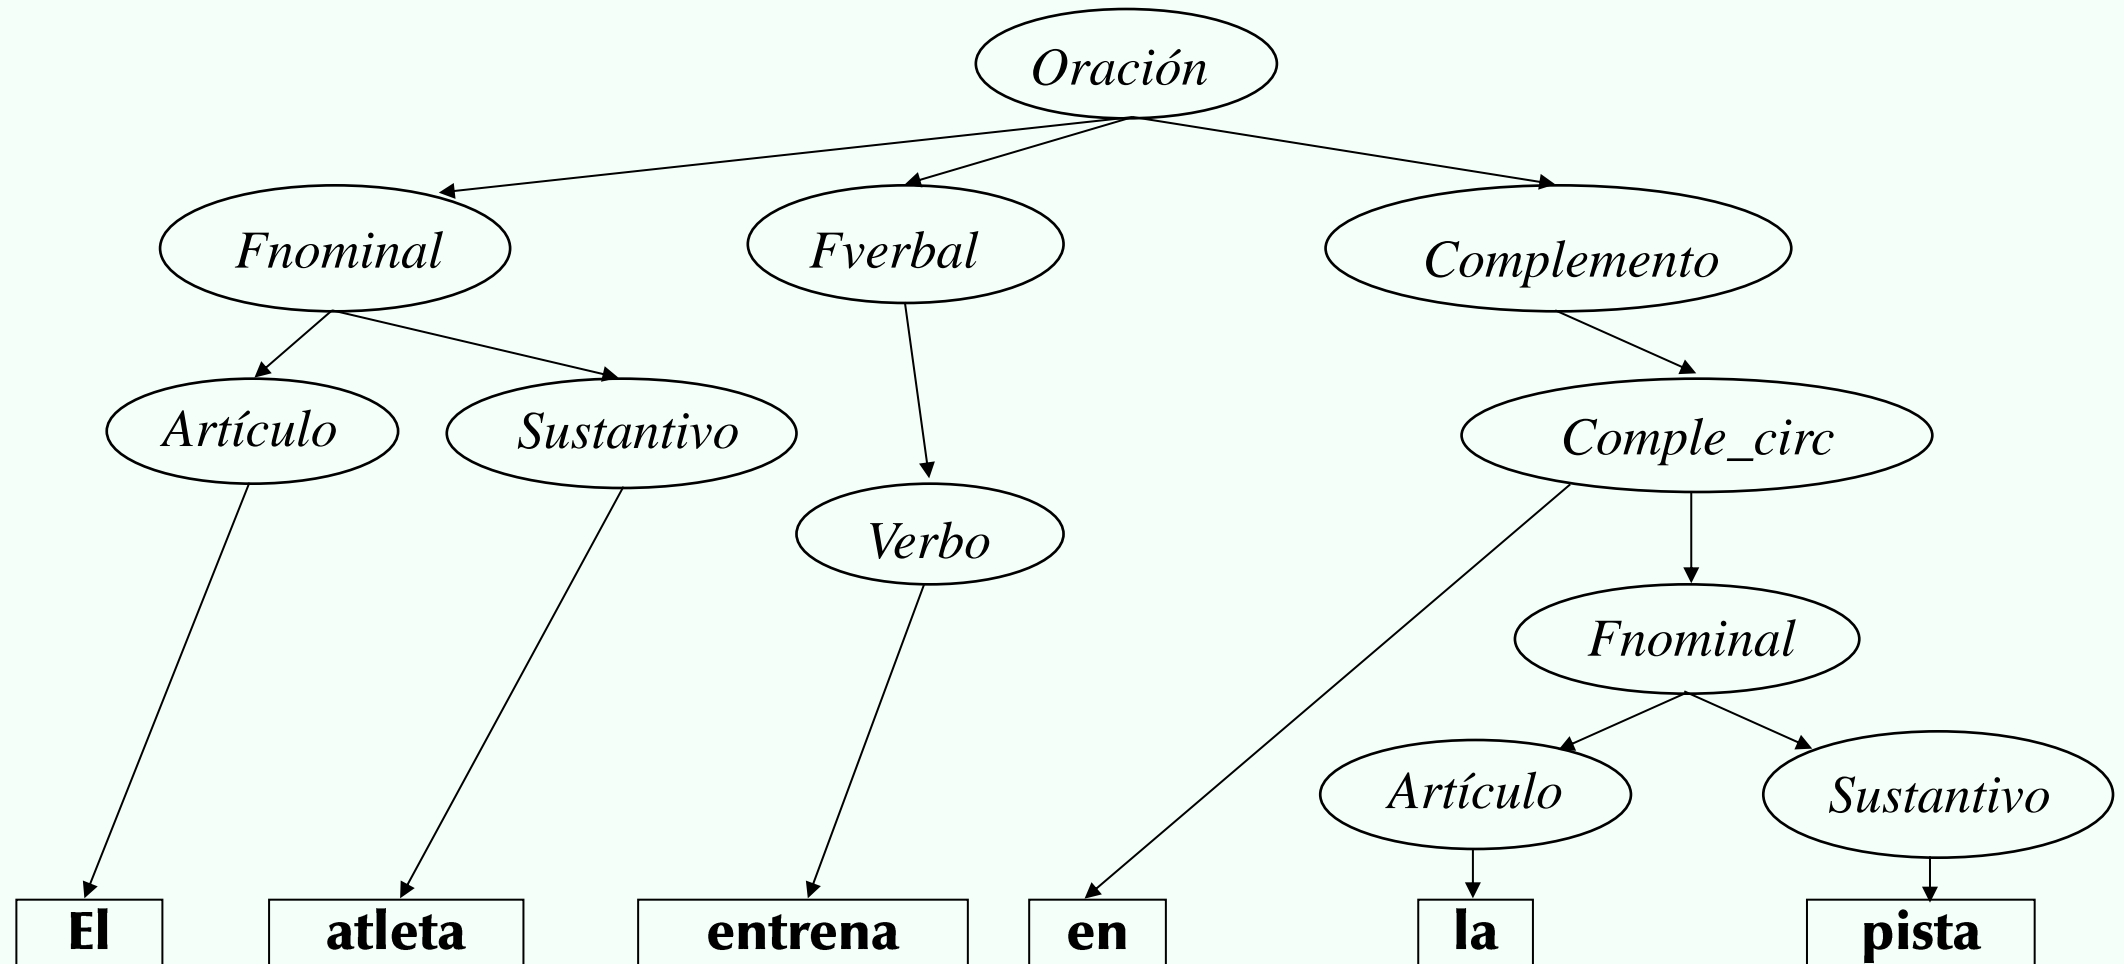 Oración
Fnominal
Fverbal
Complemento
Artículo
Sustantivo
Comple_circ
Verbo
Fnominal
Artículo
Sustantivo
El
atleta
entrena
en
la
pista